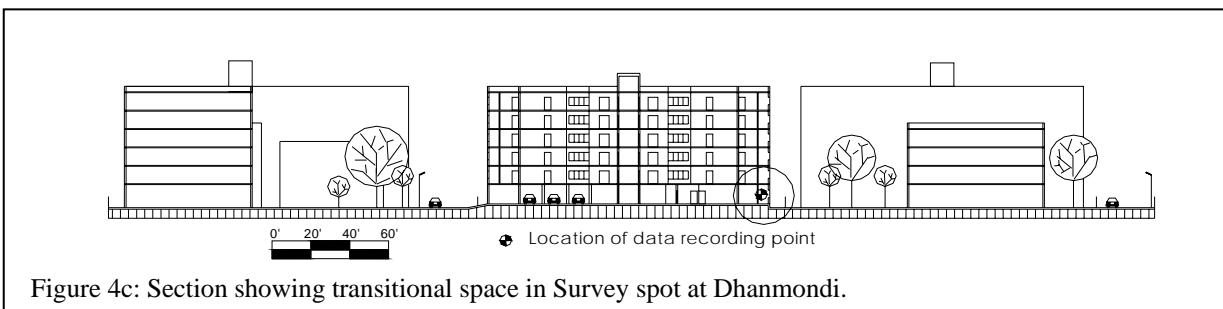 0' 20' 40' 60'
Location of data recording point
Figure 4c: Section showing transitional space in Survey spot at Dhanmondi.